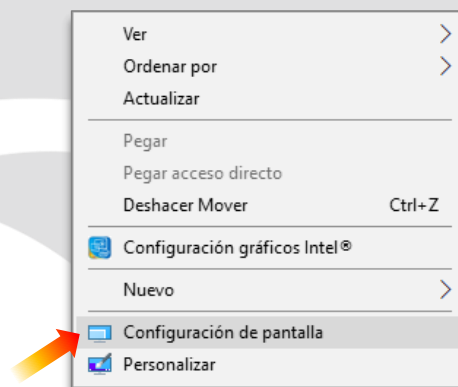 Ver
Ordenar por
Actualizar
Pegar
Pegar acceso directo
Deshacer Mover Ctrl+Z
Configuración gráficos Intel®
Nuevo
Configuración de pantalla
Personalizar